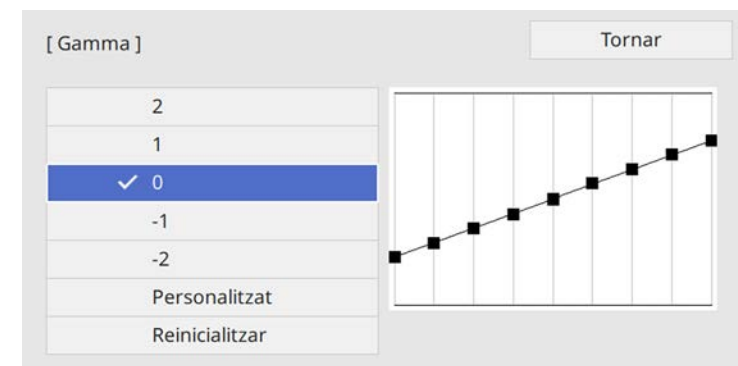 [ Gamma ]
Tornar
2
1
0
-1
-2
Personalitzat
Reinicialitzar